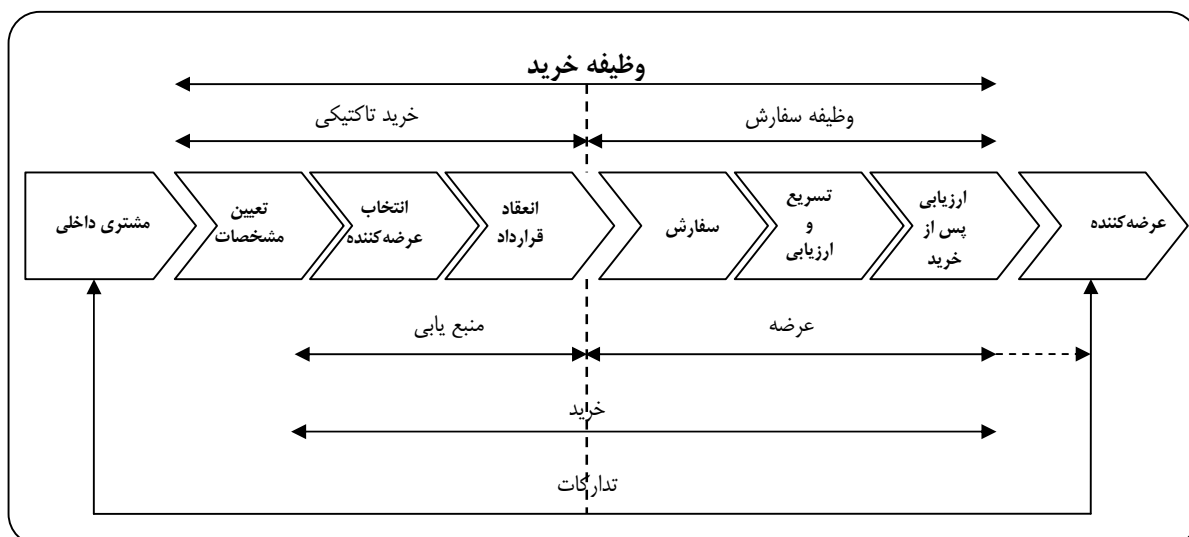 وظیفه خرید
خرید تاکتیکی
وظیفه سفارش
مشتری داخلی
تعیین
مشخصات
انتخاب
عرضه‌کننده
انعقاد
قرارداد
سفارش
تسریع
و
ارزیابی
ارزیابی
پس از
خرید
عرضه‌کننده
منبع یابی
عرضه
خرید
تدارکات